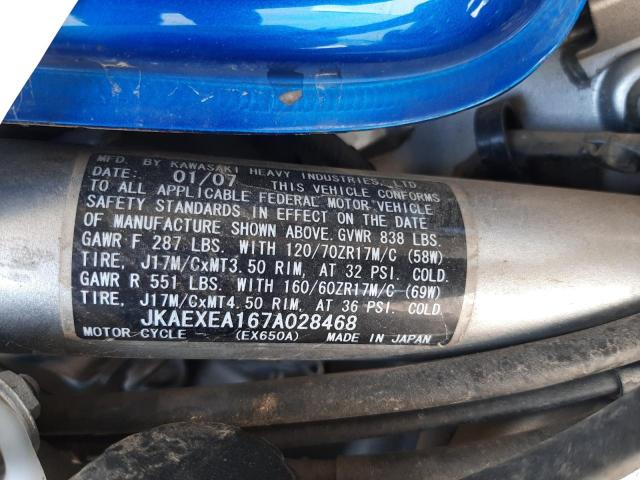 MFD. BY KAWASAKI HEAVY INDUSTRIES, LTD.
DATE: 01/07 THIS VEHICLE CONFORMS
TO ALL APPLICABLE FEDERAL MOTOR VEHICLE
SAFETY STANDARDS IN EFFECT ON THE DATE
OF MANUFACTURE SHOWN ABOVE. GVWR 838 LBS.
GAWR F 287 LBS. WITH 120/70ZR17M/C (58W)
TIRE, J17M/CxMT3.50 RIM, AT 32 PSI. COLD.
GAWR R 551 LBS. WITH 160/60ZR17M/C (69W)
TIRE, J17M/CxMT4.50 RIM, AT 36 PSI. COLD.
JKAEXEA167A028468
MOTOR CYCLE - (EX650A) MADE IN JAPAN